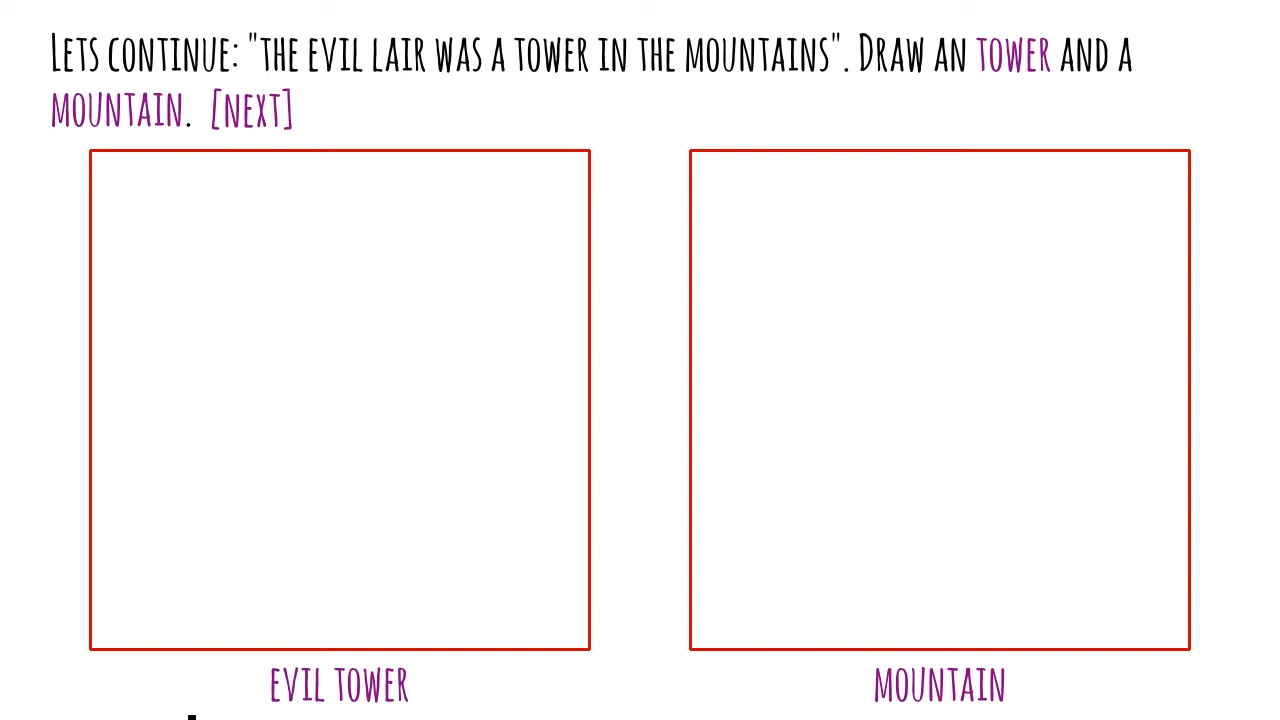 Lets continue: "the evil lair was a tower in the mountains". Draw an tower and a
mountain. [next]
evil tower
mountain